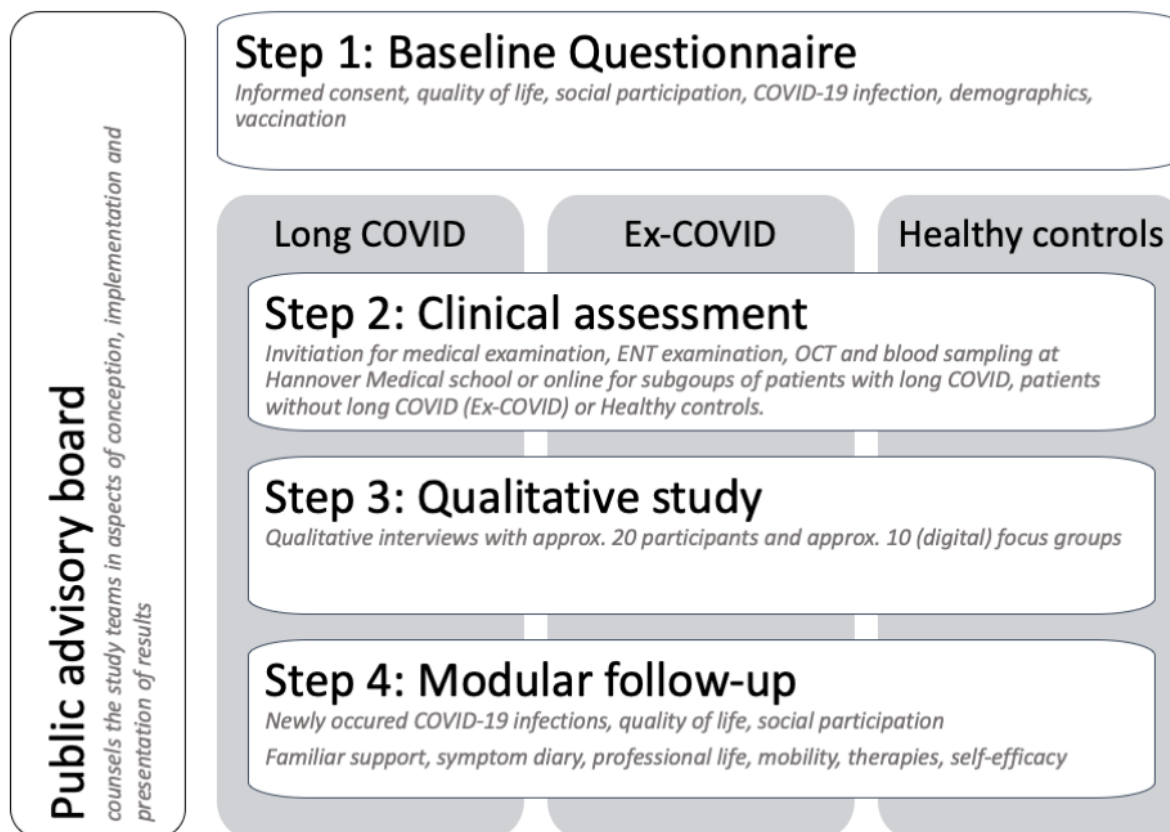 Public advisory board
counsels the study teams in aspects of conception, implementation and
presentation of results
Step 1: Baseline Questionnaire
Informed consent, quality of life, social participation, COVID-19 infection, demographics,
vaccination
Long COVID
Ex-COVID
Healthy controls
Step 2: Clinical assessment
Invitiation for medical examination, ENT examination, OCT and blood sampling at
Hannover Medical school or online for subgoups of patients with long COVID, patients
without long COVID (Ex-COVID) or Healthy controls.
Step 3: Qualitative study
Qualitative interviews with approx. 20 participants and approx. 10 (digital) focus groups
Step 4: Modular follow-up
Newly occured COVID-19 infections, quality of life, social participation
Familiar support, symptom diary, professional life, mobility, therapies, self-efficacy